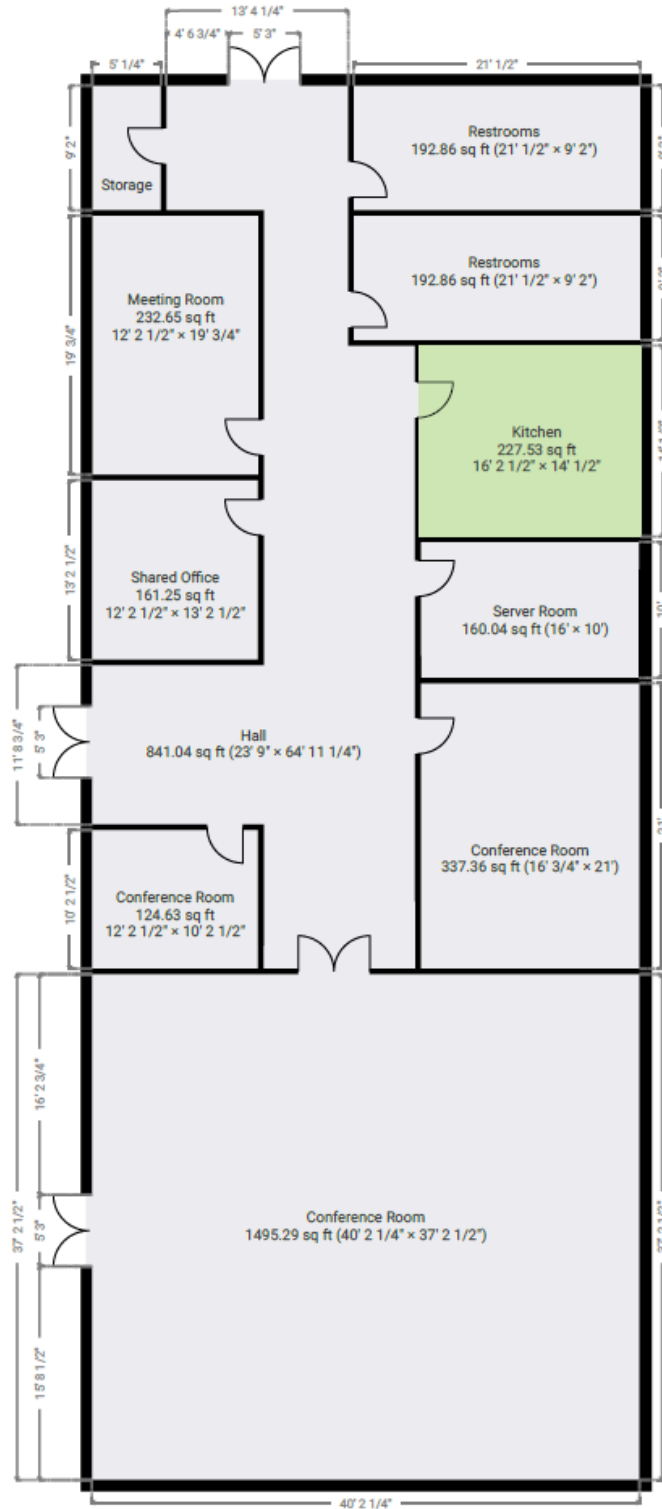 13' 4 1/4"
4' 6 3/4"
5' 3"
5' 1/4"
21' 1/2"
9' 2"
Storage
Restrooms
192.86 sq ft (21' 1/2" × 9' 2")
Restrooms
192.86 sq ft (21' 1/2" × 9' 2")
19' 3/4"
Meeting Room
232.65 sq ft
12' 2 1/2" × 19' 3/4"
Kitchen
227.53 sq ft
16' 2 1/2" × 14' 1/2"
13' 2 1/2"
Shared Office
161.25 sq ft
12' 2 1/2" × 13' 2 1/2"
Server Room
160.04 sq ft (16' × 10')
11' 8 3/4"
5' 3"
Hall
841.04 sq ft (23' 9" × 64' 11 1/4")
10' 2 1/2"
Conference Room
124.63 sq ft
12' 2 1/2" × 10' 2 1/2"
Conference Room
337.36 sq ft (16' 3/4" × 21')
37' 2 1/2"
16' 2 3/4"
5' 3"
15' 8 1/2"
Conference Room
1495.29 sq ft (40' 2 1/4" × 37' 2 1/2")
40' 2 1/4"